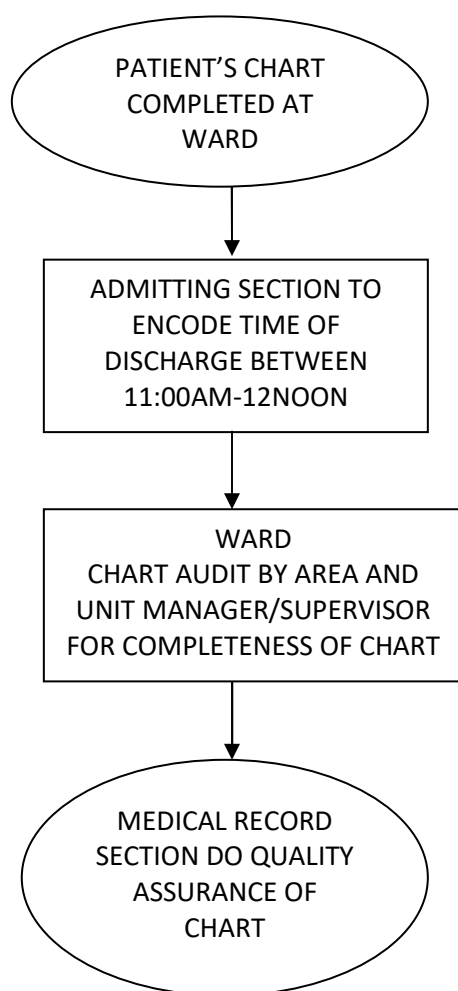 PATIENT’S CHART
COMPLETED AT
WARD
ADMITTING SECTION TO
ENCODE TIME OF
DISCHARGE BETWEEN
11:00AM-12NOON
WARD
CHART AUDIT BY AREA AND
UNIT MANAGER/SUPERVISOR
FOR COMPLETENESS OF CHART
MEDICAL RECORD
SECTION DO QUALITY
ASSURANCE OF
CHART